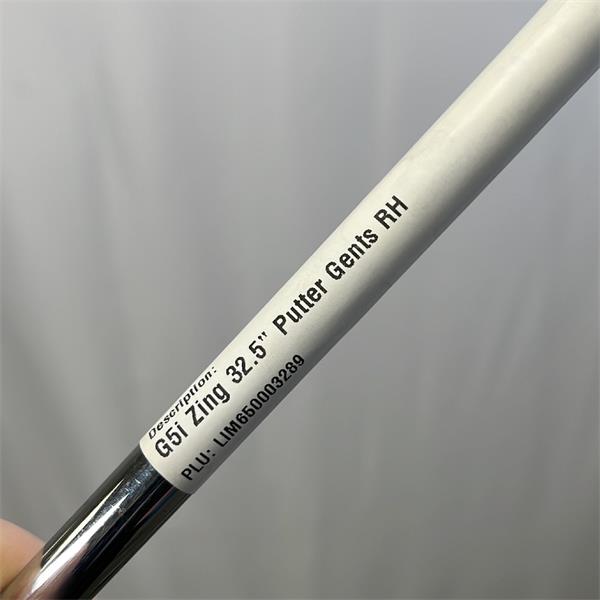 Description:
G5i Zing 32.5" Putter Gents RH
PLU: LIM650003289